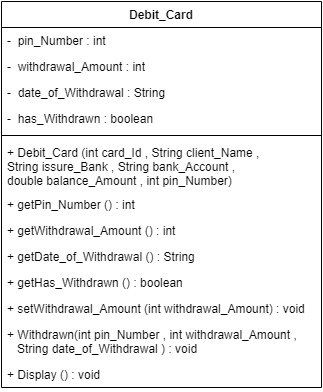 Debit_Card
- pin_Number : int
- withdrawal_Amount : int
- date_of_Withdrawal : String
- has_Withdrawn : boolean
+ Debit_Card (int card_Id , String client_Name ,
String issure_Bank , String bank_Account ,
double balance_Amount , int pin_Number)
+ getPin_Number () : int
+ getWithdrawal_Amount () : int
+ getDate_of_Withdrawal () : String
+ getHas_Withdrawn () : boolean
+ setWithdrawal_Amount (int withdrawal_Amount) : void
+ Withdrawn(int pin_Number , int withdrawal_Amount ,
String date_of_Withdrawal ) : void
+ Display () : void